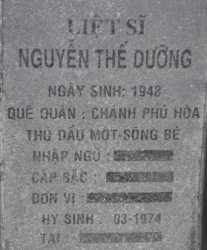 LIỆT SĨ
NGUYỄN THẾ DƯỠNG
NGÀY SINH: 1948
QUÊ QUÁN : CHÁNH PHÚ HÒA
THỦ DẦU MỘT-SÔNG BÉ
NHẬP NGŨ :
CẤP BẬC :
ĐƠN VỊ :
HY SINH : 03-1974
TẠI :